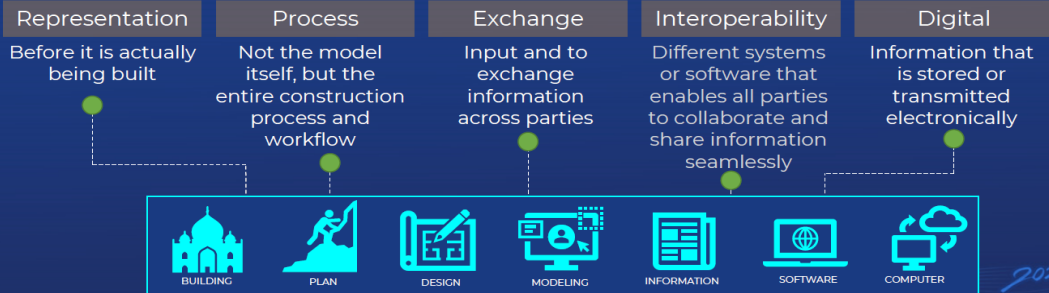 Representation
Before it is actually
being built
Process
Not the model
itself, but the
entire construction
process and
workflow
Exchange
Input and to
exchange
information
across parties
Interoperability
Different systems
or software that
enables all parties
to collaborate and
share information
seamlessly
Digital
Information that
is stored or
transmitted
electronically
BUILDING
PLAN
DESIGN
MODELING
INFORMATION
SOFTWARE
COMPUTER